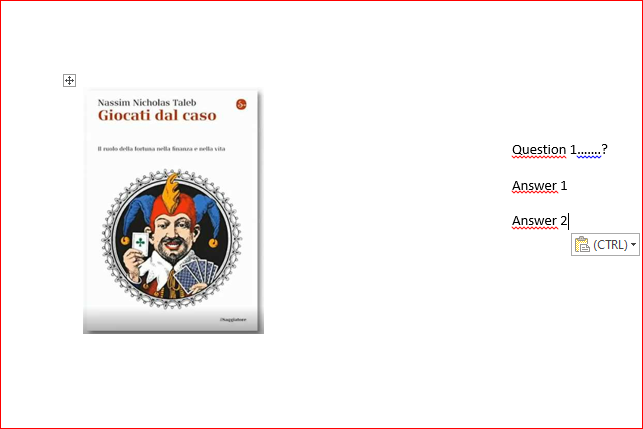 Nassim Nicholas Taleb
Giocati dal caso
Il ruolo della fortuna nella finanza e nella vita
ilSaggiatore
Question 1.......?
Answer 1
Answer 2
(CTRL)